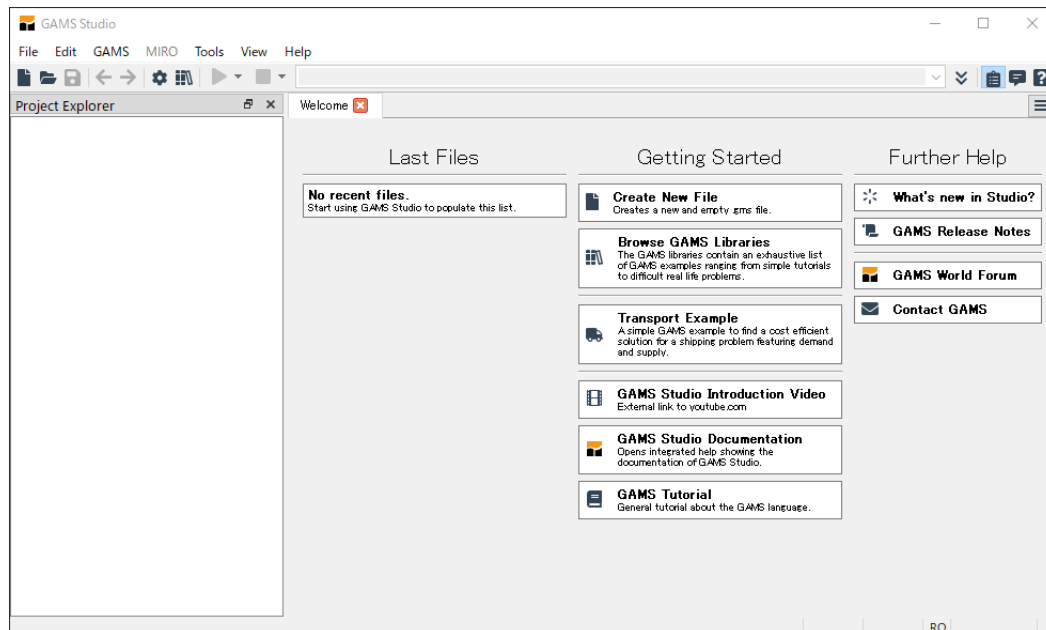 GAMS Studio
File Edit GAMS MIRO Tools View Help
Project Explorer
Welcome
Last Files
No recent files.
Start using GAMS Studio to populate this list.
Getting Started
Create New File
Creates a new and empty gms file.
Browse GAMS Libraries
The GAMS libraries contain an exhaustive list
of GAMS examples ranging from simple tutorials
to difficult real life problems.
Transport Example
A simple GAMS example to find a cost efficient
solution for a shipping problem featuring demand
and supply.
GAMS Studio Introduction Video
External link to youtube.com
GAMS Studio Documentation
Opens integrated help showing the
documentation of GAMS Studio.
GAMS Tutorial
General tutorial about the GAMS language.
Further Help
What's new in Studio?
GAMS Release Notes
GAMS World Forum
Contact GAMS
RO